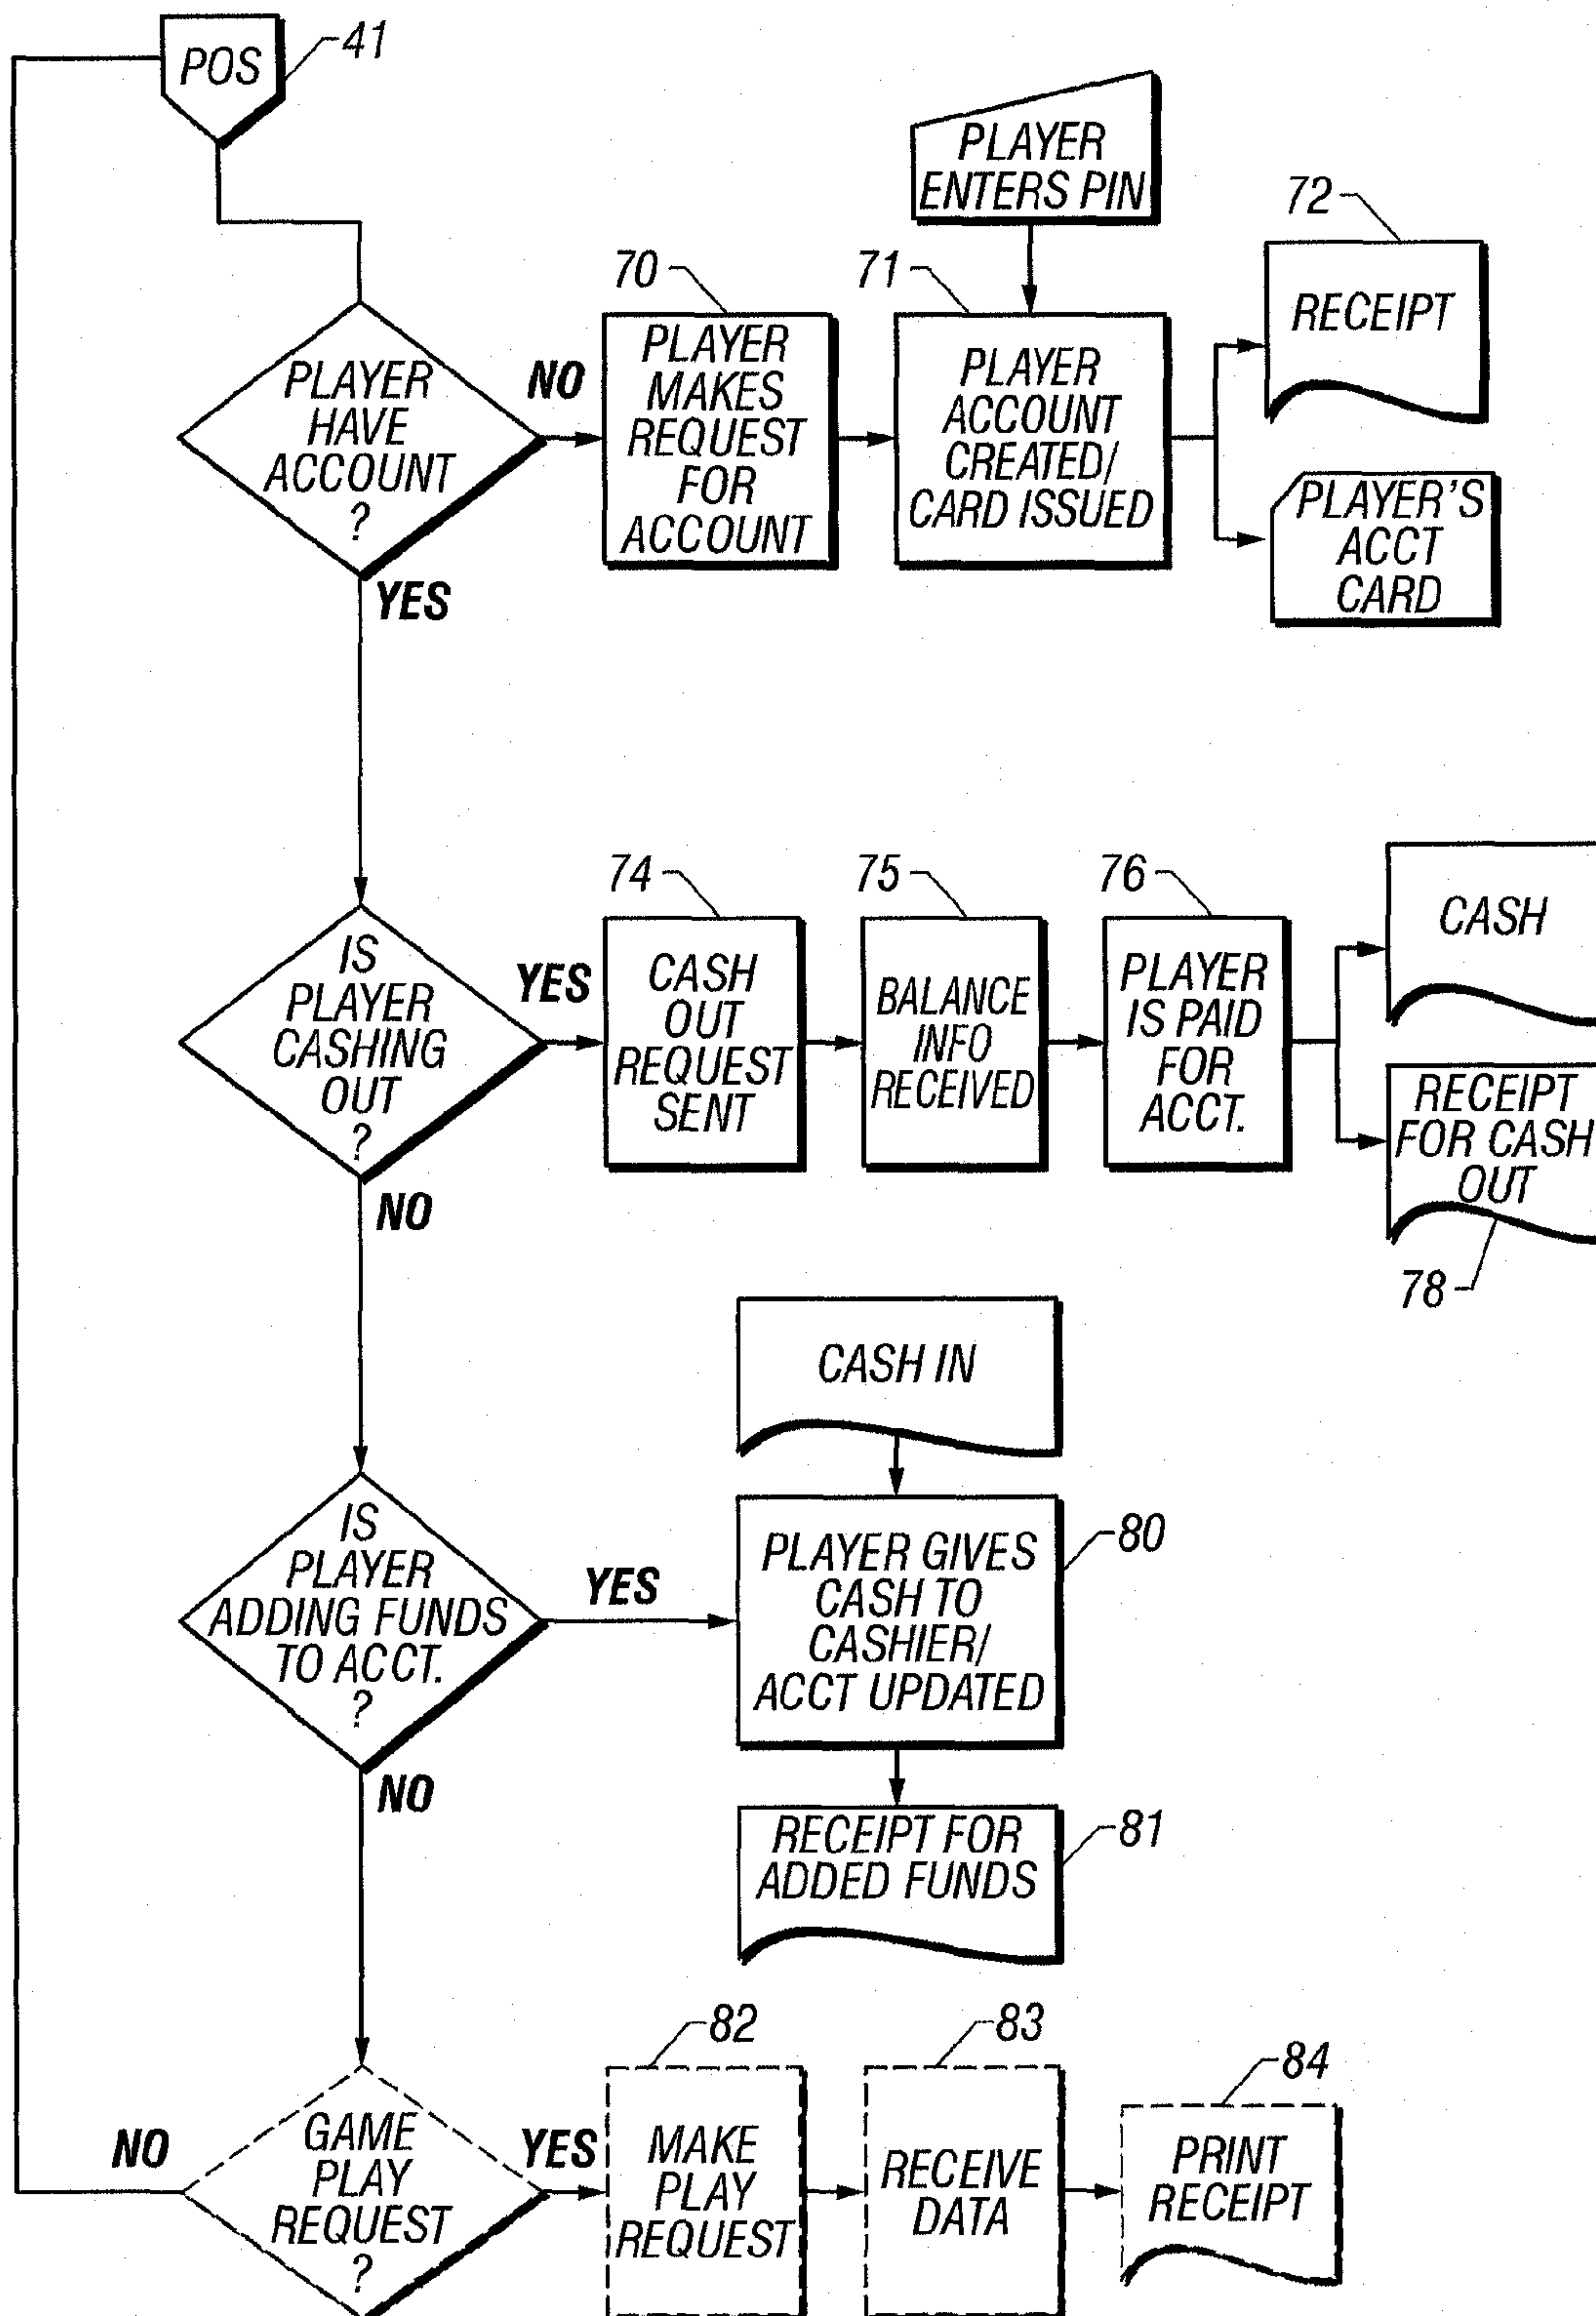 POS
41
PLAYER
ENTERS PIN
72
70
71
RECEIPT
PLAYER
HAVE
ACCOUNT
?
NO
YES
PLAYER
MAKES
REQUEST
FOR
ACCOUNT
PLAYER
ACCOUNT
CREATED/
CARD ISSUED
PLAYER'S
ACCT
CARD
74
75
76
CASH
IS
PLAYER
CASHING
OUT
?
YES
NO
CASH
OUT
REQUEST
SENT
BALANCE
INFO
RECEIVED
PLAYER
IS PAID
FOR
ACCT.
RECEIPT
FOR CASH
OUT
78
CASH IN
IS
PLAYER
ADDING FUNDS
TO ACCT.
?
YES
NO
PLAYER GIVES
CASH TO
CASHIER/
ACCT UPDATED
80
RECEIPT FOR
ADDED FUNDS
81
82
83
84
NO
GAME
PLAY
REQUEST
?
YES
MAKE
PLAY
REQUEST
RECEIVE
DATA
PRINT
RECEIPT